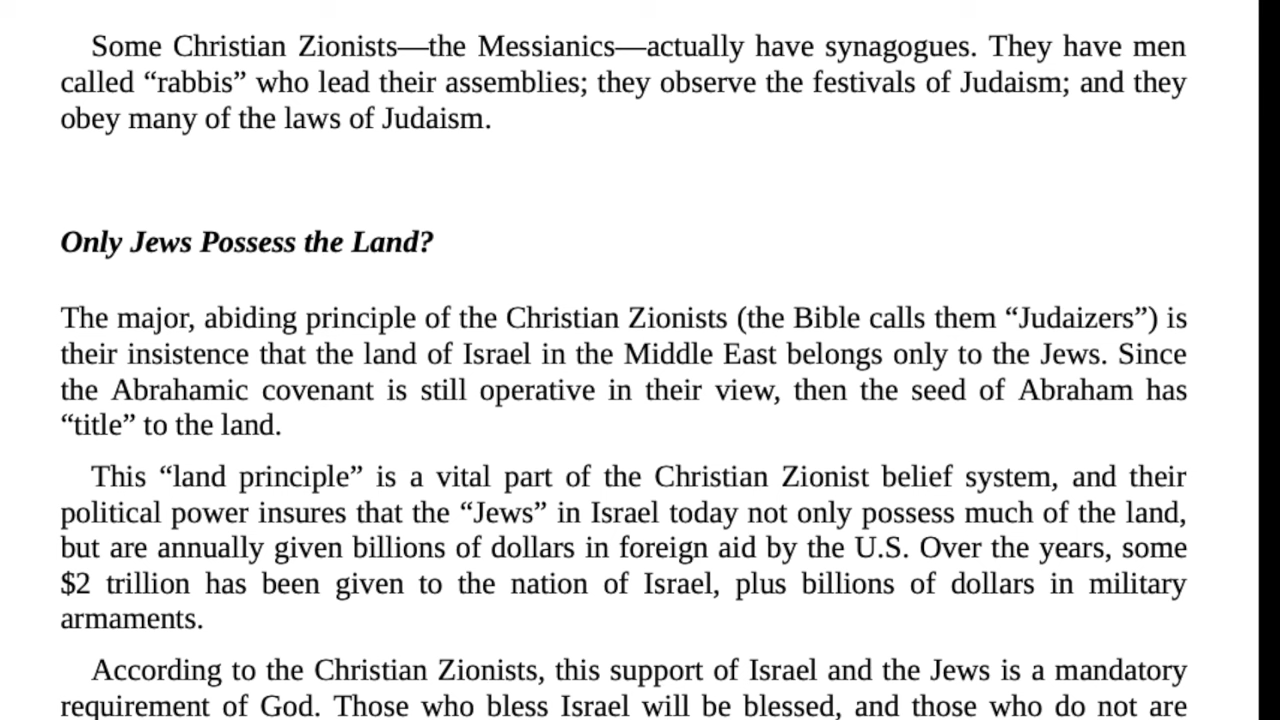 Some Christian Zionists—the Messianics—actually have synagogues. They have men
called “rabbis” who lead their assemblies; they observe the festivals of Judaism; and they
obey many of the laws of Judaism.
Only Jews Possess the Land?
The major, abiding principle of the Christian Zionists (the Bible calls them “Judaizers”) is
their insistence that the land of Israel in the Middle East belongs only to the Jews. Since
the Abrahamic covenant is still operative in their view, then the seed of Abraham has
“title” to the land.
This “land principle” is a vital part of the Christian Zionist belief system, and their
political power insures that the “Jews” in Israel today not only possess much of the land,
but are annually given billions of dollars in foreign aid by the U.S. Over the years, some
$2 trillion has been given to the nation of Israel, plus billions of dollars in military
armaments.
According to the Christian Zionists, this support of Israel and the Jews is a mandatory
requirement of God. Those who bless Israel will be blessed, and those who do not are